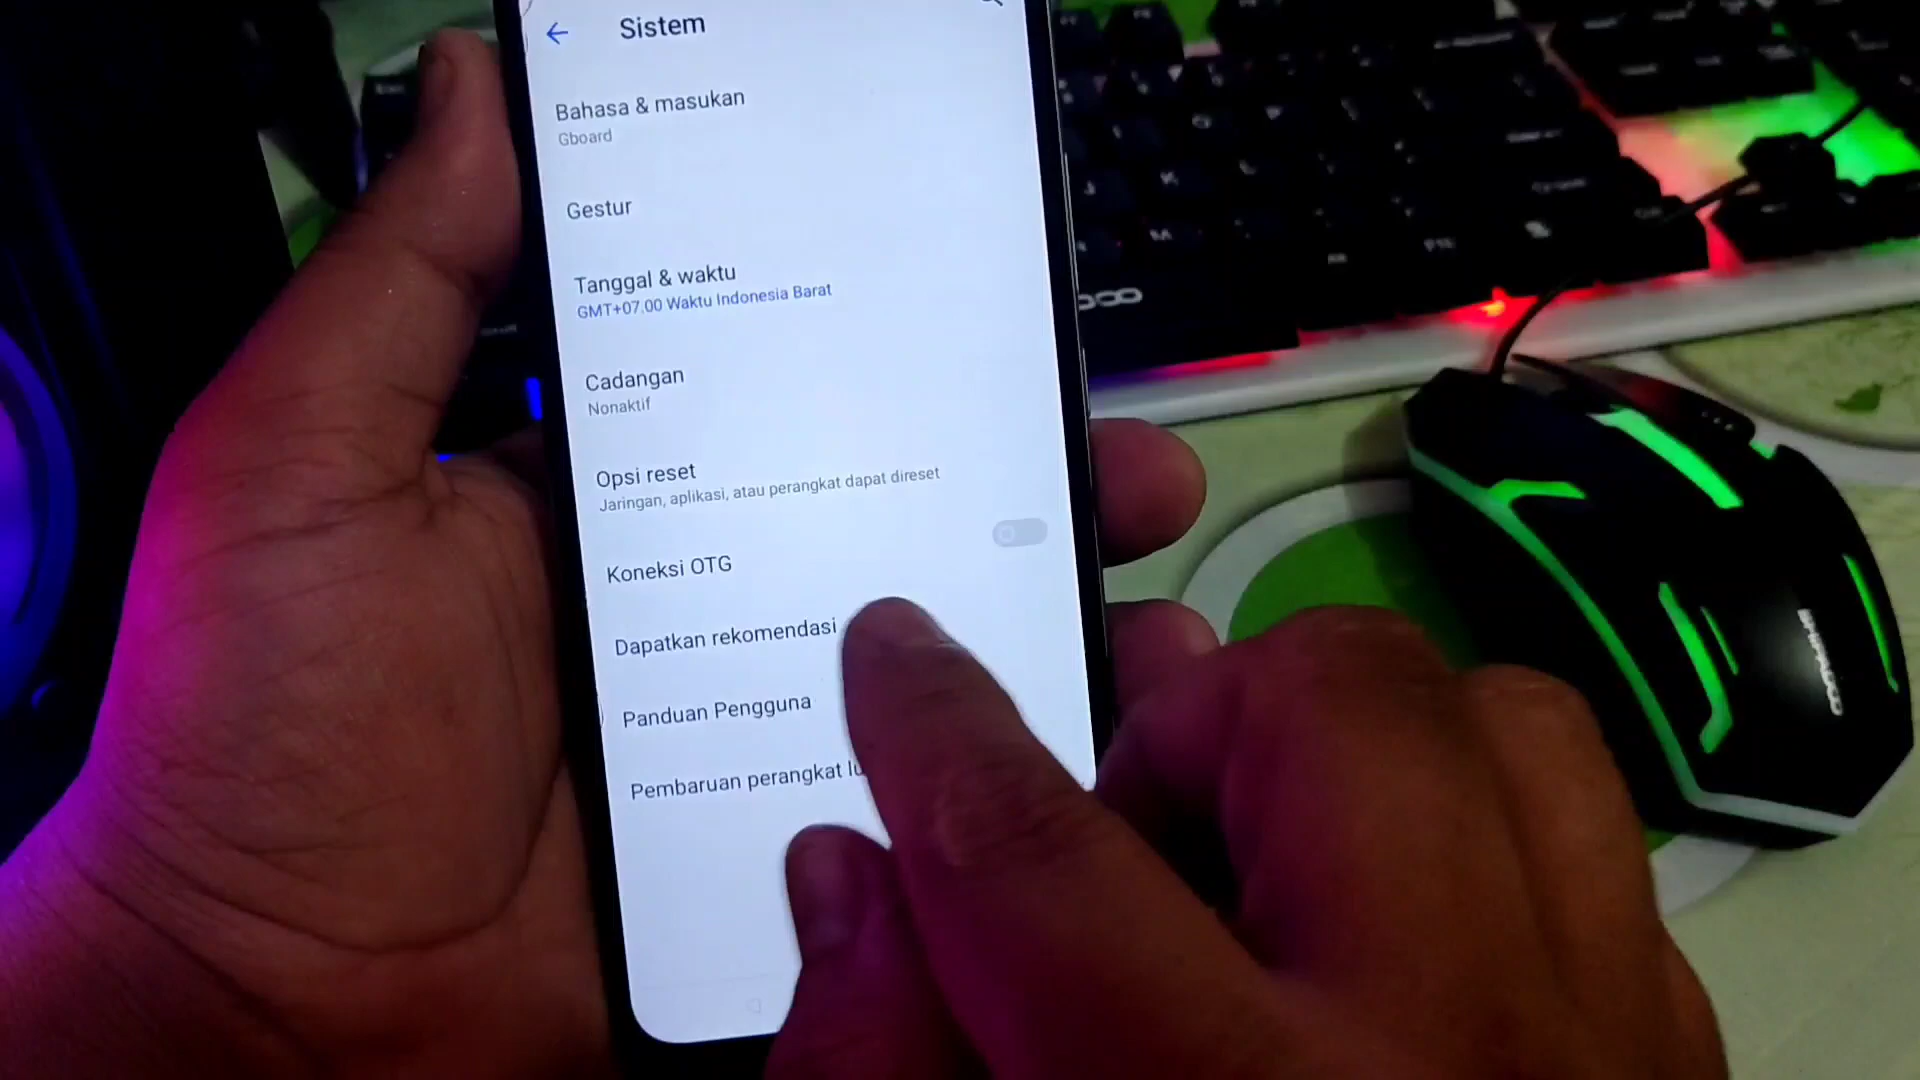 Sistem
Bahasa & masukan
Gboard
Gestur
Tanggal & waktu
GMT+07.00 Waktu Indonesia Barat
Cadangan
Nonaktif
Opsi reset
Jaringan, aplikasi, atau perangkat dapat direset
Koneksi OTG
Dapatkan rekomendasi
Panduan Pengguna
Pembaruan perangkat lu